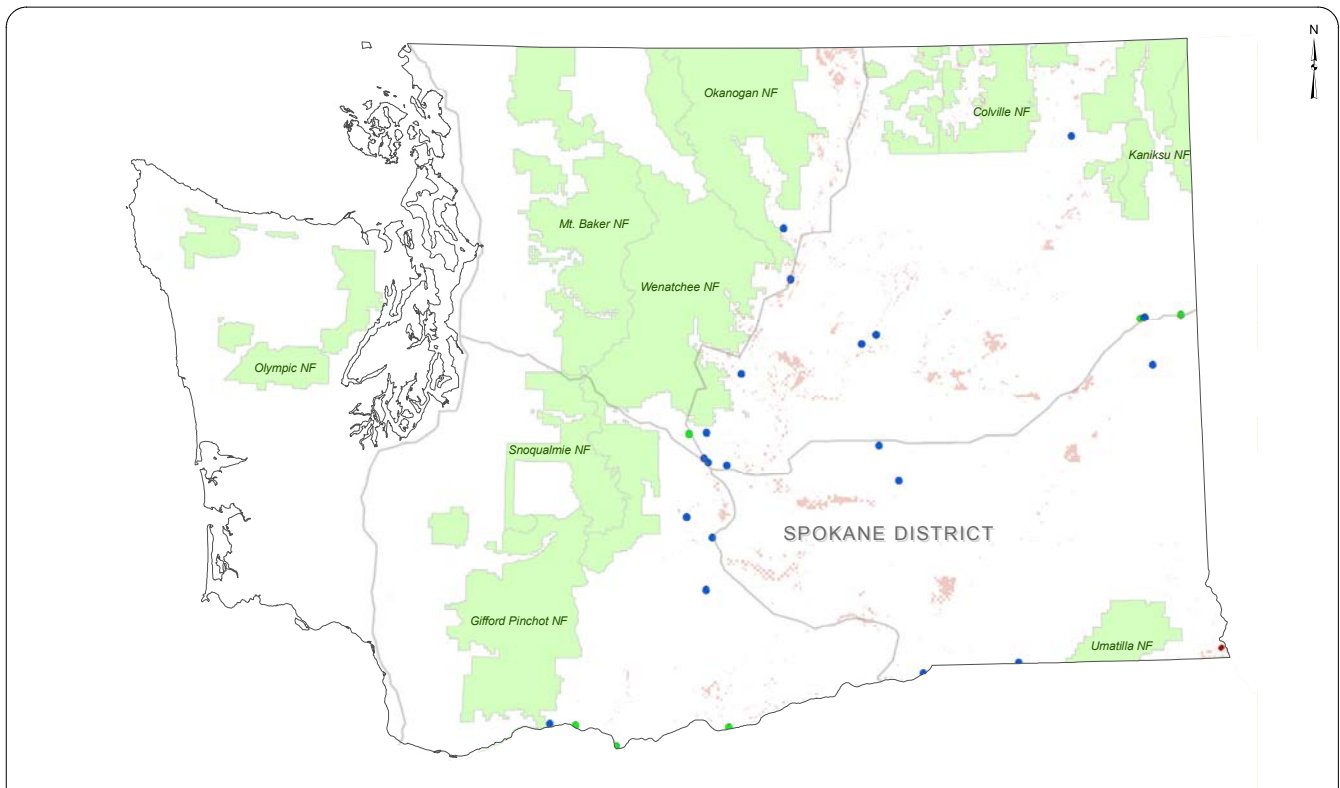 N
Okanogan NF
Colville NF
Kaniksu NF
Mt. Baker NF
Wenatchee NF
Olympic NF
Snoqualmie NF
SPOKANE DISTRICT
Gifford Pinchot NF
Umatilla NF